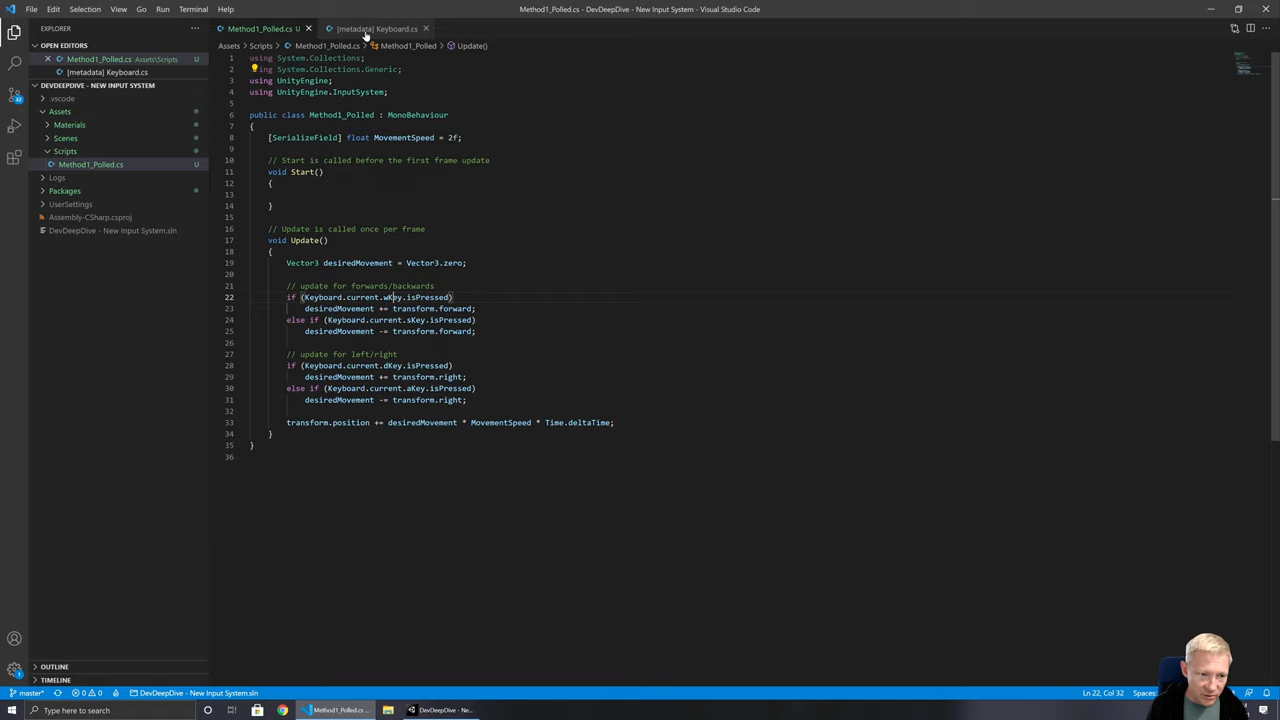 File Edit Selection View Go Run Terminal Help
Method1_Polled.cs - DevDeepDive - New Input System - Visual Studio Code
EXPLORER
Method1_Polled.cs U
[metadata] Keyboard.cs
OPEN EDITORS
Method1_Polled.cs Assets\Scripts U
[metadata] Keyboard.cs
DEVDEEPDIVE - NEW INPUT SYSTEM
.vscode
Assets
Materials
Scenes
Scripts
Method1_Polled.cs U
Logs
Packages
UserSettings
Assembly-CSharp.csproj
DevDeepDive - New Input System.sln
OUTLINE
TIMELINE
Assets > Scripts > Method1_Polled.cs > Method1_Polled > Update()
1 using System.Collections;
2 using System.Collections.Generic;
3 using UnityEngine;
4 using UnityEngine.InputSystem;
5
6 public class Method1_Polled : MonoBehaviour
7 {
8 [SerializeField] float MovementSpeed = 2f;
9
10 // Start is called before the first frame update
11 void Start()
12 {
13
14 }
15
16 // Update is called once per frame
17 void Update()
18 {
19 Vector3 desiredMovement = Vector3.zero;
20
21 // update for forwards/backwards
22 if (Keyboard.current.wKey.isPressed)
23 desiredMovement += transform.forward;
24 else if (Keyboard.current.sKey.isPressed)
25 desiredMovement -= transform.forward;
26
27 // update for left/right
28 if (Keyboard.current.dKey.isPressed)
29 desiredMovement += transform.right;
30 else if (Keyboard.current.aKey.isPressed)
31 desiredMovement -= transform.right;
32
33 transform.position += desiredMovement * MovementSpeed * Time.deltaTime;
34 }
35 }
36
master* 0 0 DevDeepDive - New Input System.sln
Ln 22, Col 32 Spaces:
Type here to search
Method1_Polled.cs ...
DevDeepDive - Ne...